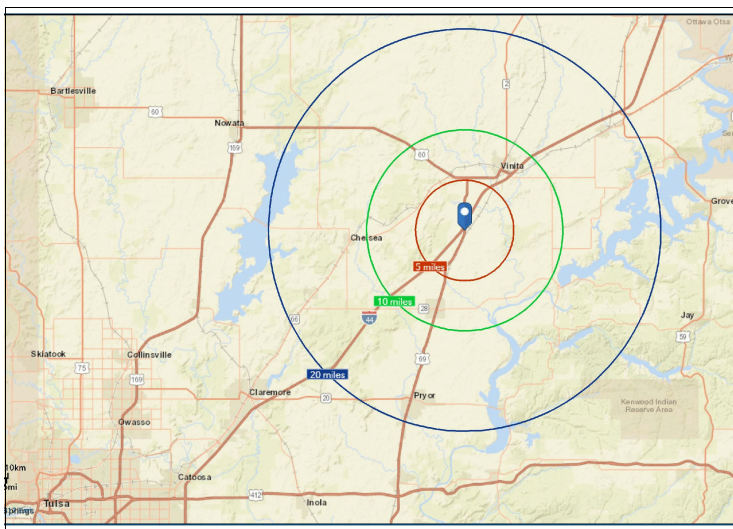 Ottawa Otsa
Bartlesville
60
2
Nowata
169
60
Vinita
Grove
Chelsea
5 miles
10 miles
28
66
44
Jay
59
Skiatook
Collinsville
75
69
169
20 miles
Claremore
20
Pryor
Kenwood Indian
Reserve Area
Owasso
10km
5mi
Catoosa
412
Inola
Tulsa